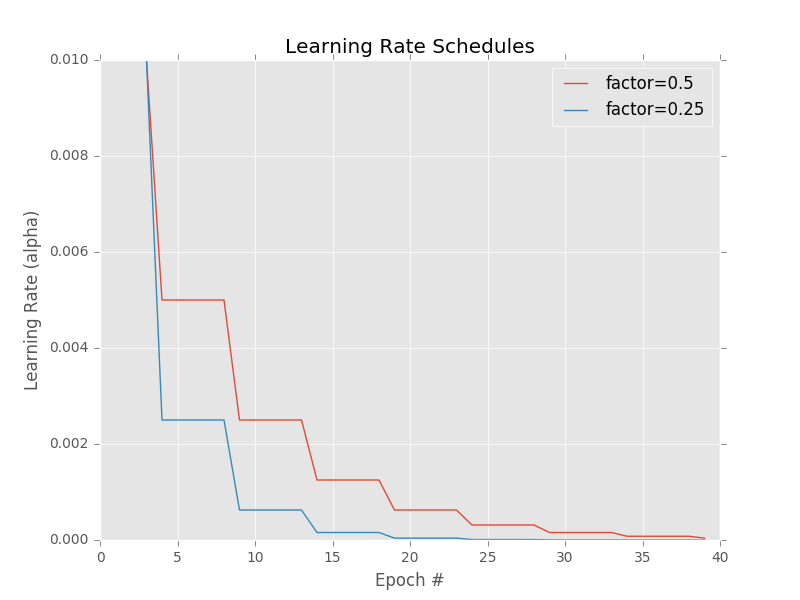 Learning Rate Schedules
factor=0.5
factor=0.25
0.010
0.008
0.006
0.004
0.002
0.000
Learning Rate (alpha)
0 5 10 15 20 25 30 35 40
Epoch #